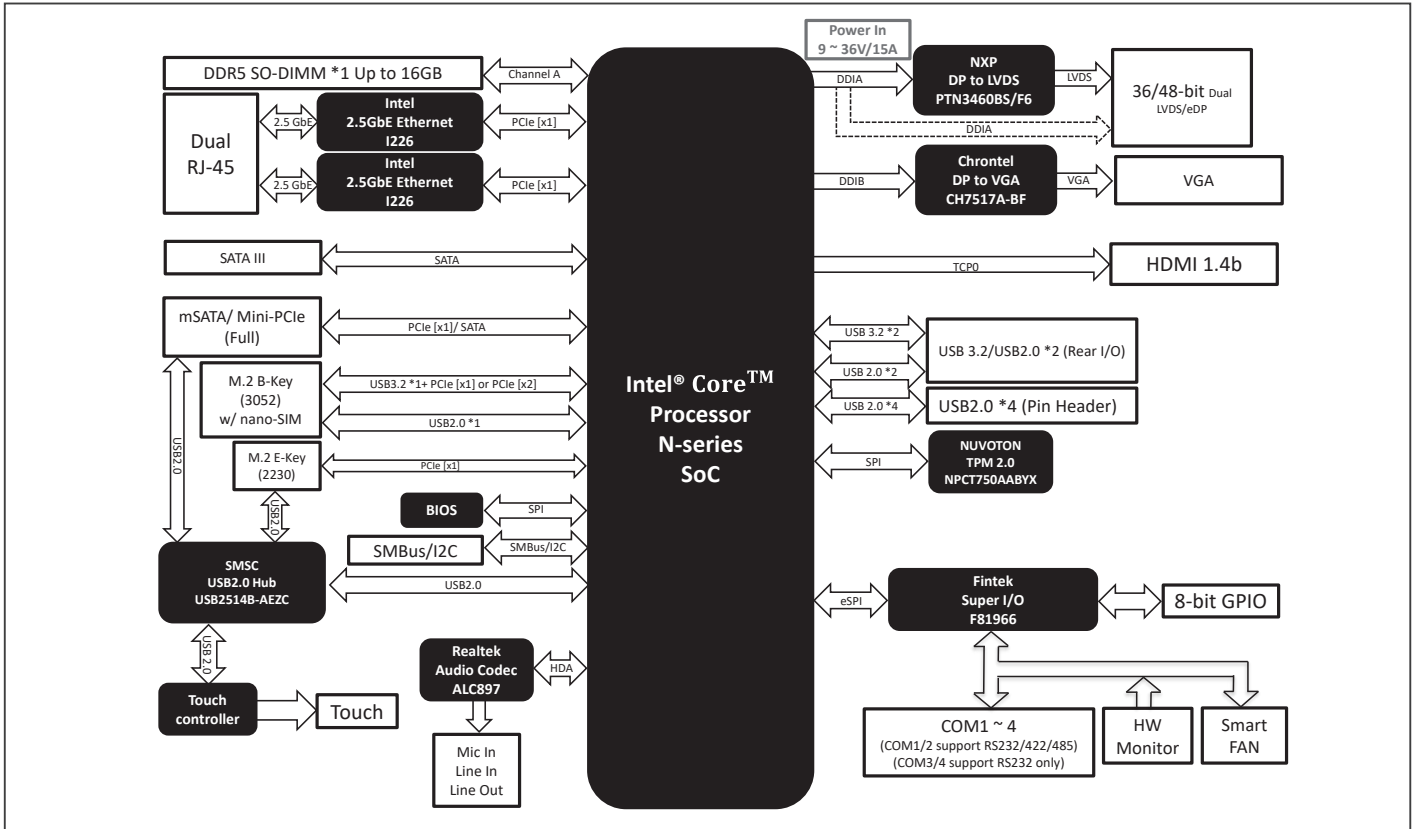 Power In
9 ~ 36V/15A
DDR5 SO-DIMM *1 Up to 16GB
Channel A
Dual
RJ-45
2.5 GbE
Intel
2.5GbE Ethernet
I226
PCIe [x1]
2.5 GbE
Intel
2.5GbE Ethernet
I226
PCIe [x1]
SATA III
SATA
mSATA/ Mini-PCIe
(Full)
PCIe [x1]/ SATA
M.2 B-Key
(3052)
w/ nano-SIM
USB3.2 *1+ PCIe [x1] or PCIe [x2]
USB2.0 *1
USB2.0
M.2 E-Key
(2230)
PCIe [x1]
USB2.0
BIOS
SPI
SMBus/I2C
SMBus/I2C
SMSC
USB2.0 Hub
USB2514B-AEZC
USB2.0
USB 2.0
Touch
controller
Touch
Realtek
Audio Codec
ALC897
HDA
Mic In
Line In
Line Out
Intel® Core™
Processor
N-series
SoC
DDIA
NXP
DP to LVDS
PTN3460BS/F6
LVDS
36/48-bit Dual
LVDS/eDP
DDIA
DDIB
Chrontel
DP to VGA
CH7517A-BF
VGA
VGA
TCP0
HDMI 1.4b
USB 3.2 *2
USB 2.0 *2
USB 3.2/USB2.0 *2 (Rear I/O)
USB 2.0 *4
USB2.0 *4 (Pin Header)
SPI
NUVOTON
TPM 2.0
NPCT750AABYX
eSPI
Fintek
Super I/O
F81966
8-bit GPIO
COM1 ~ 4
(COM1/2 support RS232/422/485)
(COM3/4 support RS232 only)
HW
Monitor
Smart
FAN